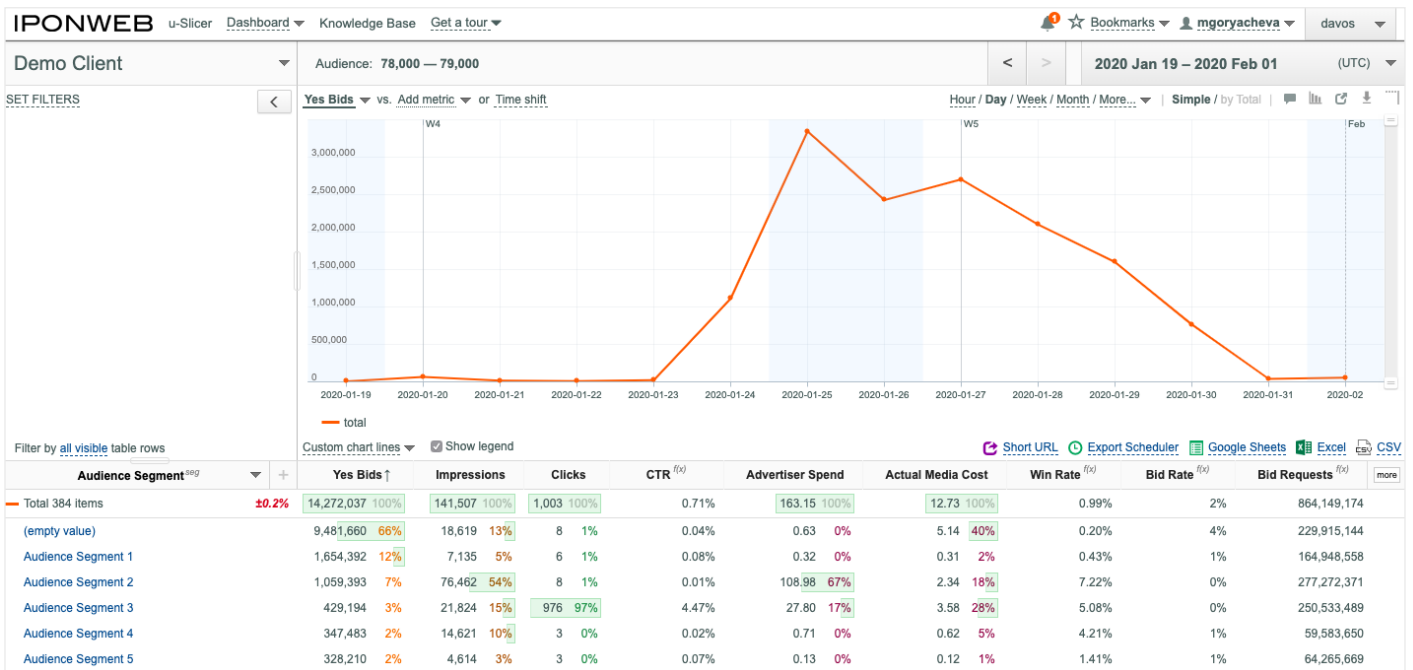 IPONWEB u-Slicer Dashboard Knowledge Base Get a tour 1 Bookmarks mgoryacheva davos
Demo Client Audience: 78,000 — 79,000 < > 2020 Jan 19 – 2020 Feb 01 (UTC)
SET FILTERS < Yes Bids vs. Add metric or Time shift Hour / Day / Week / Month / More... | Simple / by Total |
W4 W5 Feb
3,000,000
2,500,000
2,000,000
1,500,000
1,000,000
500,000
0
2020-01-19 2020-01-20 2020-01-21 2020-01-22 2020-01-23 2020-01-24 2020-01-25 2020-01-26 2020-01-27 2020-01-28 2020-01-29 2020-01-30 2020-01-31 2020-02
total
Filter by all visible table rows Custom chart lines Show legend Short URL Export Scheduler Google Sheets Excel CSV CSV
Audience Segment seg + Yes Bids↑ Impressions Clicks CTR f(x) Advertiser Spend Actual Media Cost Win Rate f(x) Bid Rate f(x) Bid Requests f(x) more
Total 384 items ±0.2% 14,272,037 100% 141,507 100% 1,003 100% 0.71% 163.15 100% 12.73 100% 0.99% 2% 864,149,174
(empty value) 9,481,660 66% 18,619 13% 8 1% 0.04% 0.63 0% 5.14 40% 0.20% 4% 229,915,144
Audience Segment 1 1,654,392 12% 7,135 5% 6 1% 0.08% 0.32 0% 0.31 2% 0.43% 1% 164,948,558
Audience Segment 2 1,059,393 7% 76,462 54% 8 1% 0.01% 108.98 67% 2.34 18% 7.22% 0% 277,272,371
Audience Segment 3 429,194 3% 21,824 15% 976 97% 4.47% 27.80 17% 3.58 28% 5.08% 0% 250,533,489
Audience Segment 4 347,483 2% 14,621 10% 3 0% 0.02% 0.71 0% 0.62 5% 4.21% 1% 59,583,650
Audience Segment 5 328,210 2% 4,614 3% 3 0% 0.07% 0.13 0% 0.12 1% 1.41% 1% 64,265,669